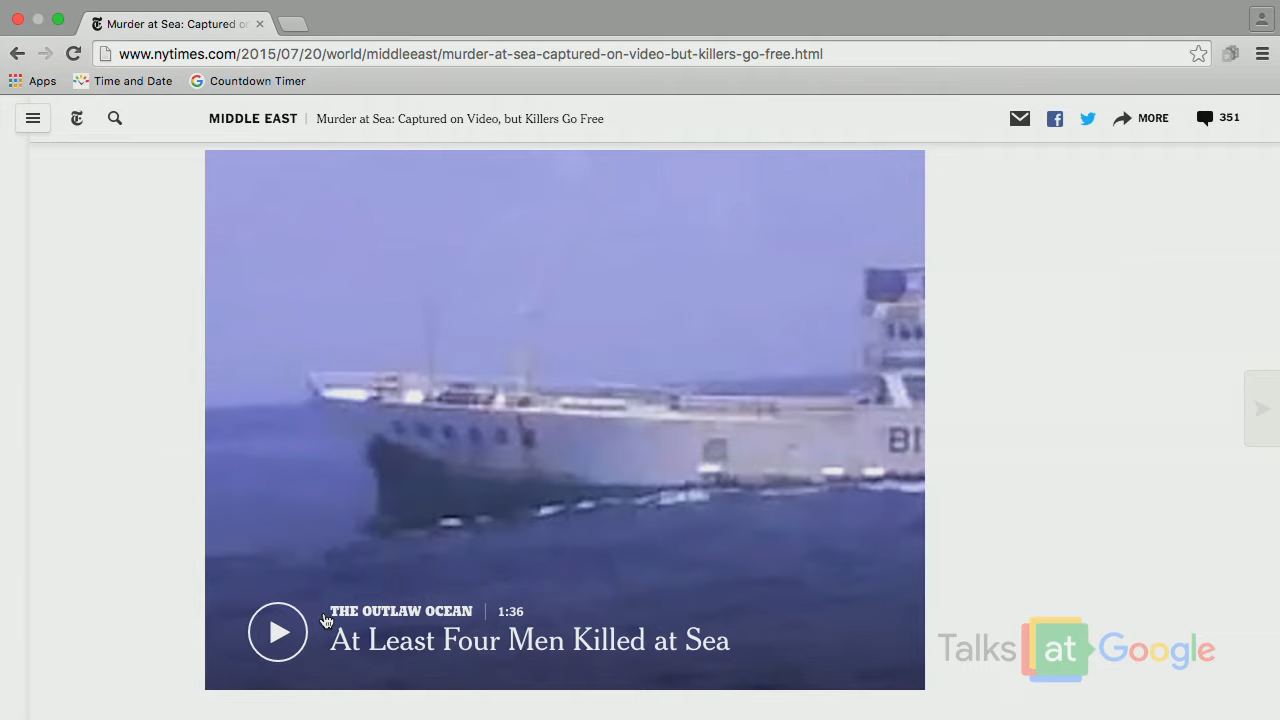 Murder at Sea: Captured o
www.nytimes.com/2015/07/20/world/middleeast/murder-at-sea-captured-on-video-but-killers-go-free.html
Apps Time and Date Countdown Timer
MIDDLE EAST Murder at Sea: Captured on Video, but Killers Go Free MORE 351
BI
THE OUTLAW OCEAN 1:36
At Least Four Men Killed at Sea
Talks at Google